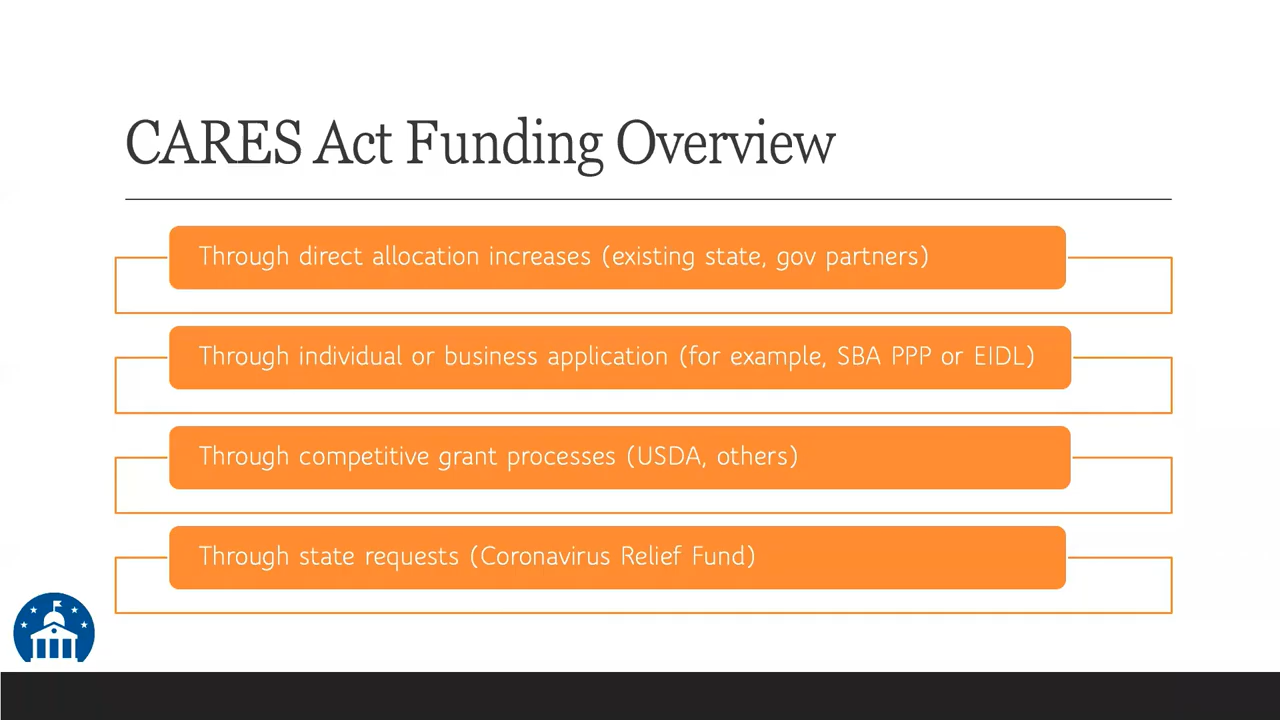 CARES Act Funding Overview
Through direct allocation increases (existing state, gov partners)
Through individual or business application (for example, SBA PPP or EIDL)
Through competitive grant processes (USDA, others)
Through state requests (Coronavirus Relief Fund)